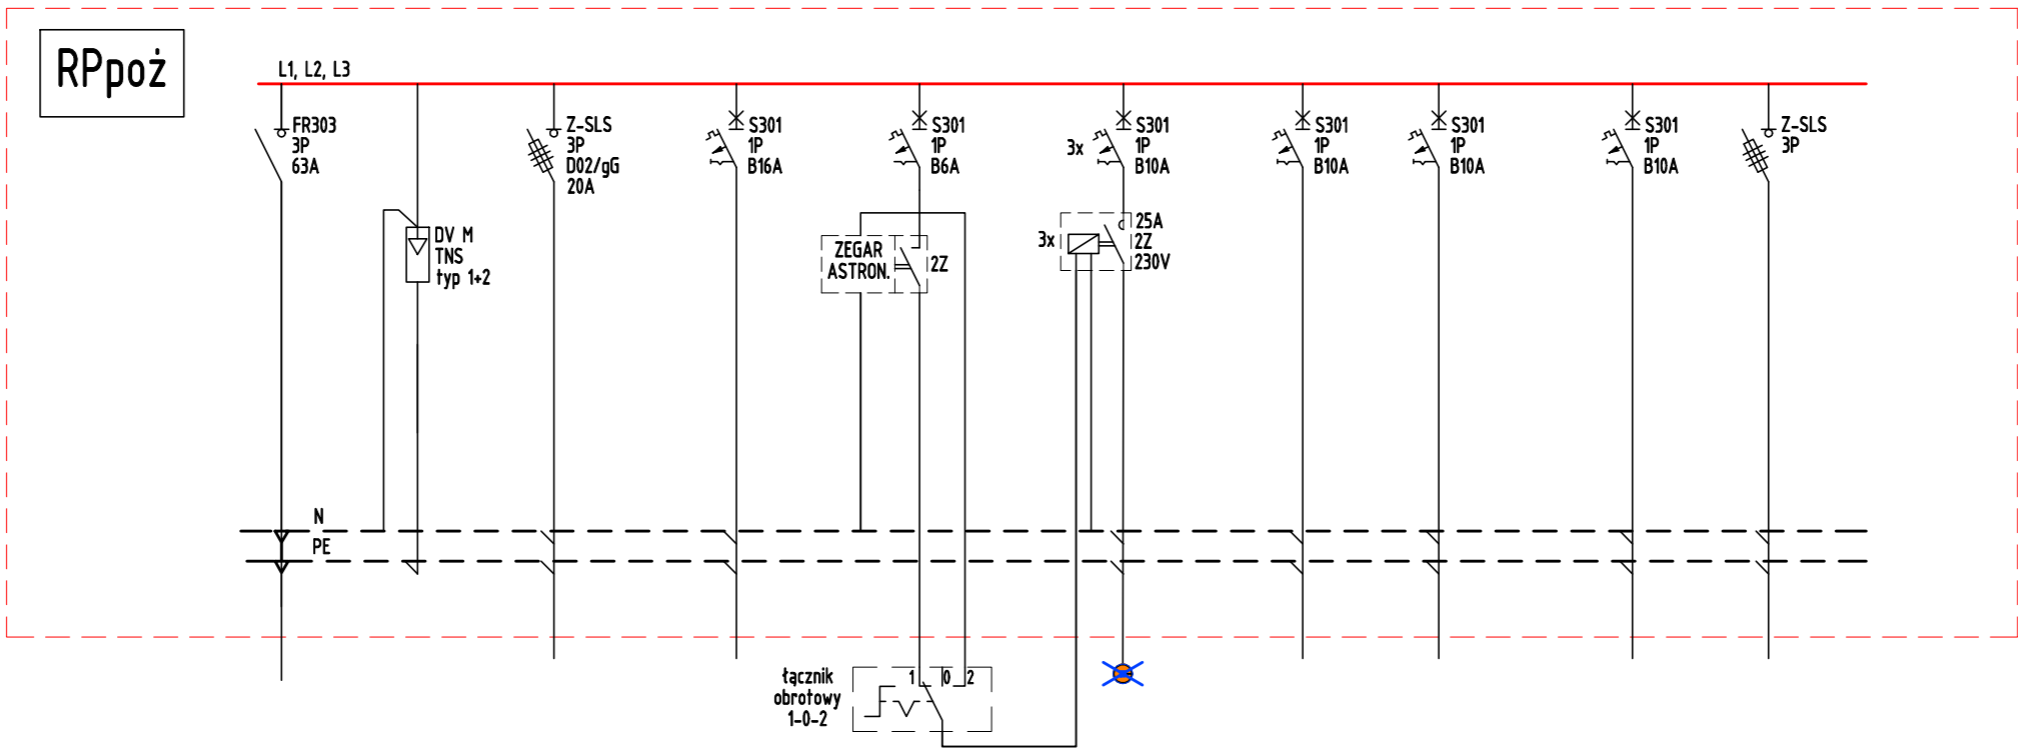 RPpoż
L1, L2, L3
FR303
3P
63A
DV M
TNS
typ 1+2
Z-SLS
3P
D02/gG
20A
S301
1P
B16A
S301
1P
B6A
ZEGAR
ASTRON.
2Z
3x
S301
1P
B10A
3x
25A
2Z
230V
S301
1P
B10A
S301
1P
B10A
S301
1P
B10A
Z-SLS
3P
N
PE
łącznik
obrotowy
1-0-2
1 0 2